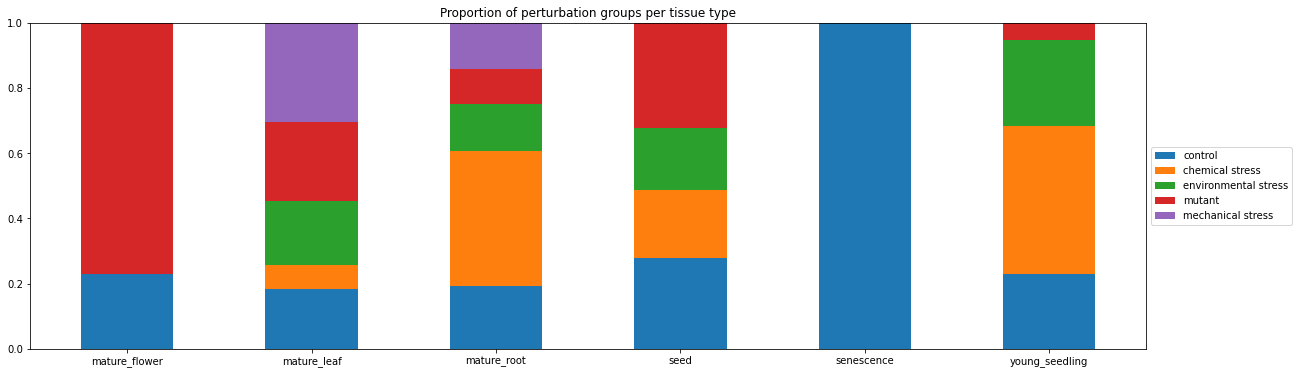 Proportion of perturbation groups per tissue type
1.0
0.8
0.6
0.4
0.2
0.0
mature_flower
mature_leaf
mature_root
seed
senescence
young_seedling
control
chemical stress
environmental stress
mutant
mechanical stress